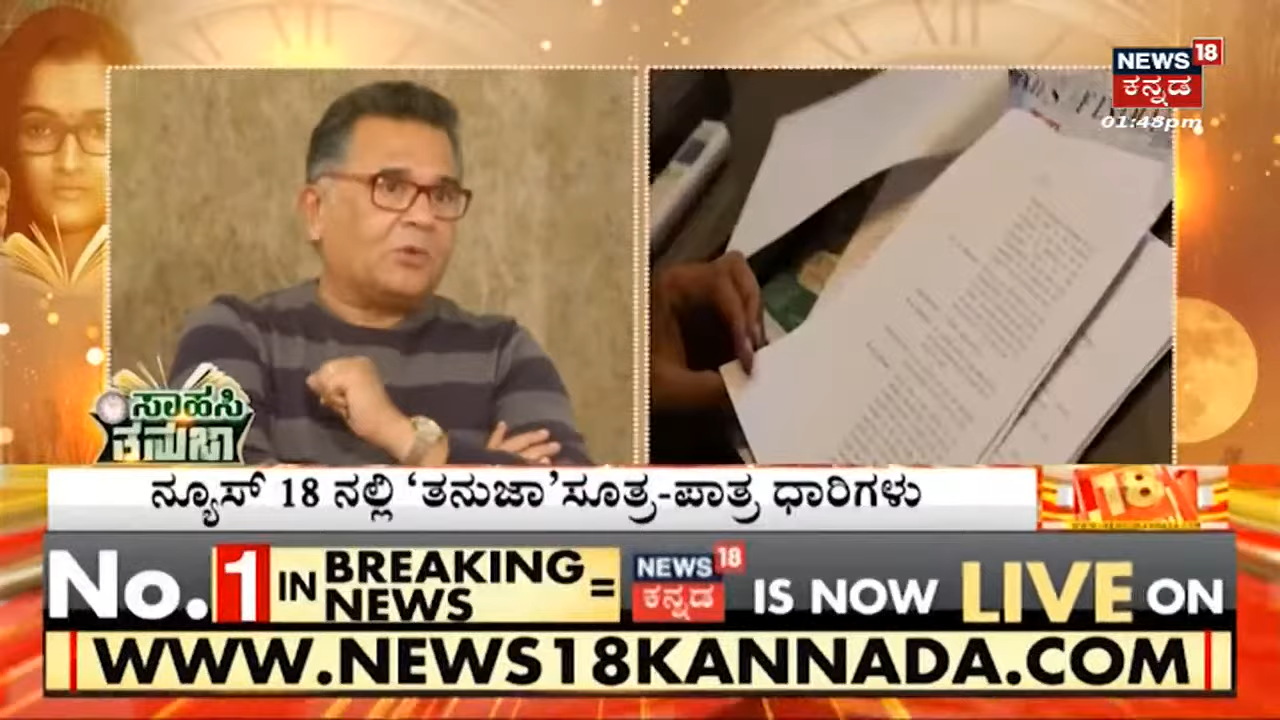 NEWS 18
ಕನ್ನಡ
01:48pm
ಸಾಹಸಿ
ತನುಜಾ
ನ್ಯೂಸ್ 18 ನಲ್ಲಿ ‘ತನುಜಾ’ ಸೂತ್ರ-ಪಾತ್ರ ಧಾರಿಗಳು
No. 1 IN BREAKING NEWS = NEWS 18 ಕನ್ನಡ IS NOW LIVE ON
WWW.NEWS18KANNADA.COM